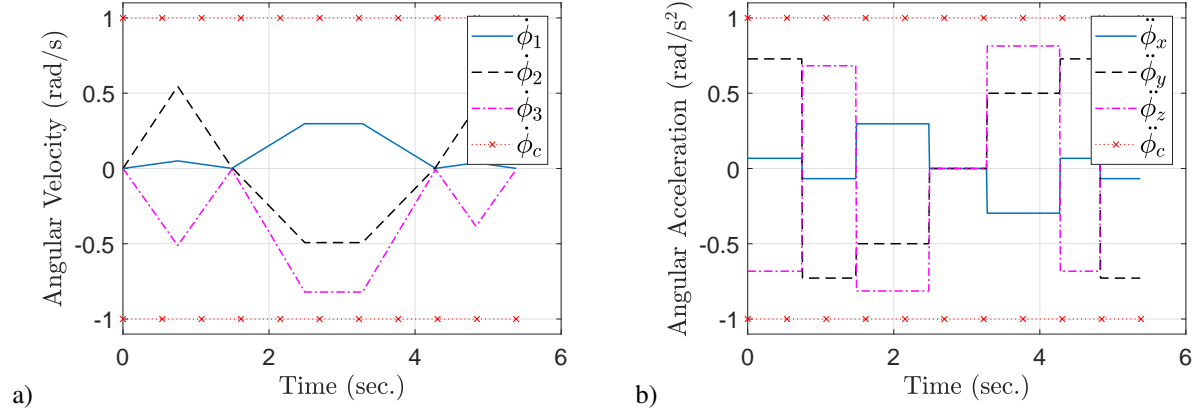 1
0.5
0
-0.5
-1
0
2
4
6
Angular Velocity (rad/s)
Time (sec.)
ϕ̇₁
ϕ̇₂
ϕ̇₃
ϕ̇c
a)
1
0.5
0
-0.5
-1
0
2
4
6
Angular Acceleration (rad/s²)
Time (sec.)
ϕ̈ₓ
ϕ̈y
ϕ̈z
ϕ̈c
b)